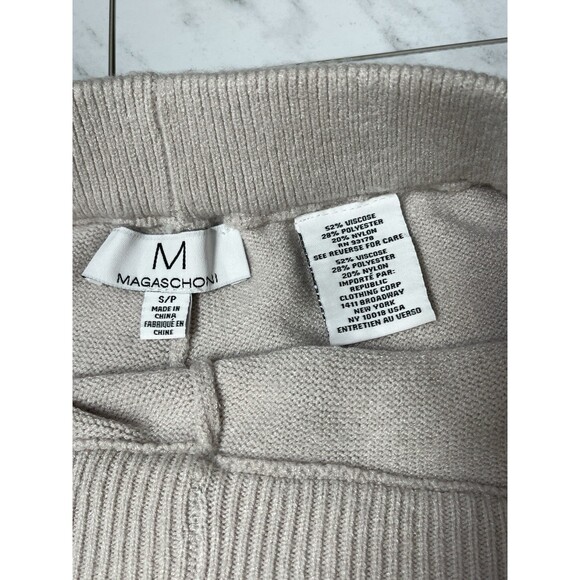 M
MAGASCHONI
S/P
MADE IN
CHINA
FABRIQUÉ EN
CHINE
52% VISCOSE
28% POLYESTER
20% NYLON
RN 93178
SEE REVERSE FOR CARE
52% VISCOSE
28% POLYESTER
20% NYLON
IMPORTÉ PAR:
REPUBLIC
CLOTHING CORP
1411 BROADWAY
NEW YORK
NY 10018 USA
ENTRETIEN AU VERSO